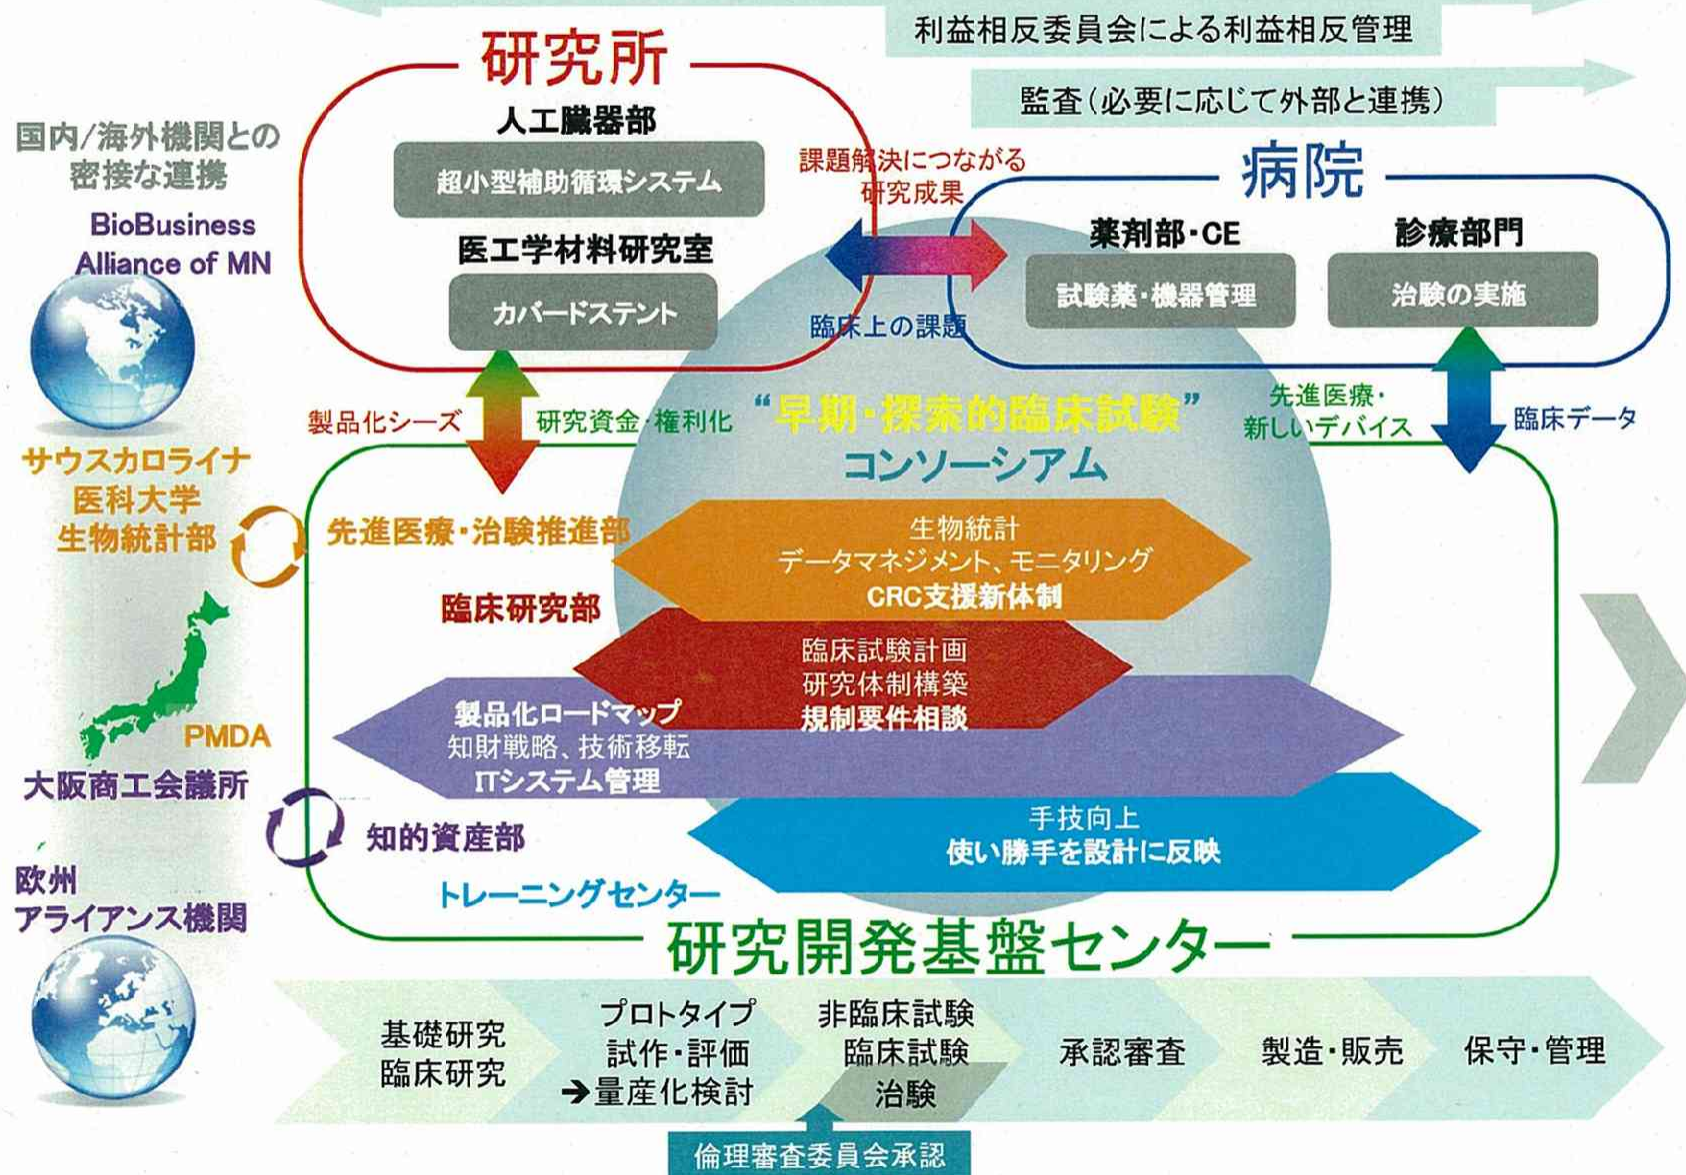 利益相反委員会による利益相反管理
監査(必要に応じて外部と連携)
国内/海外機関との
密接な連携
BioBusiness
Alliance of MN
サウスカロライナ
医科大学
生物統計部
PMDA
大阪商工会議所
欧州
アライアンス機関
研究所
人工臓器部
超小型補助循環システム
医工学材料研究室
カバードステント
課題解決につながる
研究成果
臨床上の課題
病院
薬剤部・CE
試験薬・機器管理
診療部門
治験の実施
製品化シーズ
研究資金・権利化
先進医療・
新しいデバイス
臨床データ
“早期・探索的臨床試験”
コンソーシアム
先進医療・治験推進部
生物統計
データマネジメント、モニタリング
CRC支援新体制
臨床研究部
臨床試験計画
研究体制構築
規制要件相談
製品化ロードマップ
知財戦略、技術移転
ITシステム管理
知的資産部
手技向上
使い勝手を設計に反映
トレーニングセンター
研究開発基盤センター
基礎研究
臨床研究
プロトタイプ
試作・評価
➔量産化検討
非臨床試験
臨床試験
治験
承認審査
製造・販売
保守・管理
倫理審査委員会承認